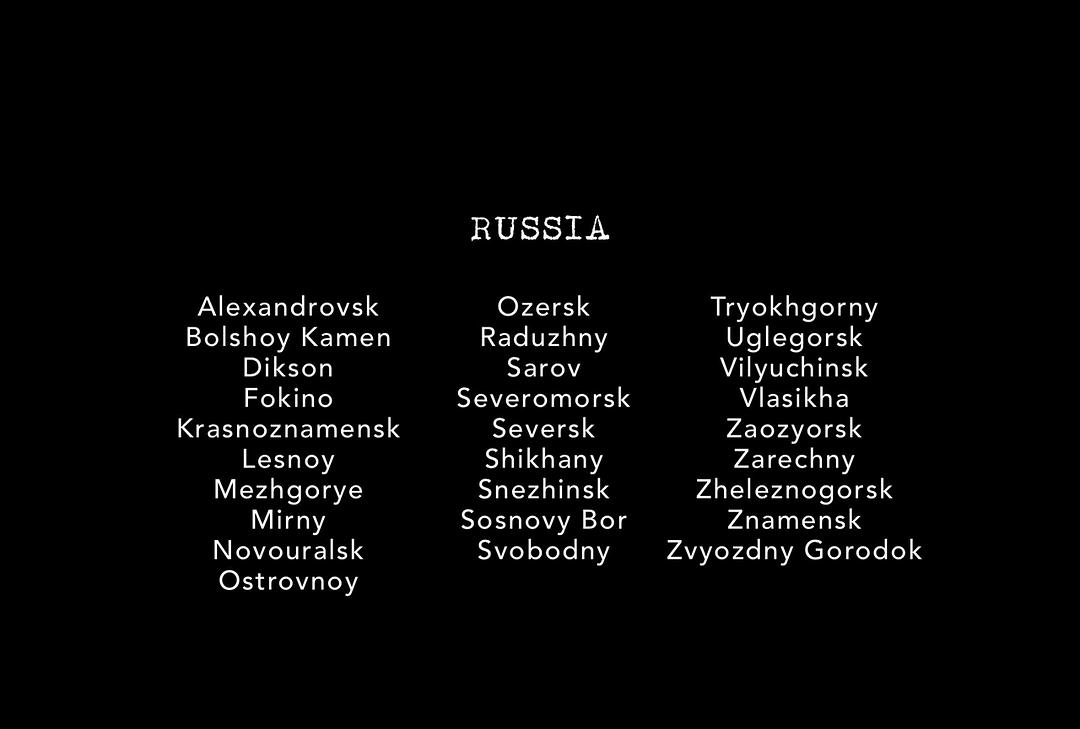 RUSSIA
Alexandrovsk
Bolshoy Kamen
Dikson
Fokino
Krasnoznamensk
Lesnoy
Mezhgorye
Mirny
Novouralsk
Ostrovnoy
Ozersk
Raduzhny
Sarov
Severomorsk
Seversk
Shikhany
Snezhinsk
Sosnovy Bor
Svobodny
Tryokhgorny
Uglegorsk
Vilyuchinsk
Vlasikha
Zaozyorsk
Zarechny
Zheleznogorsk
Znamensk
Zvyozdny Gorodok